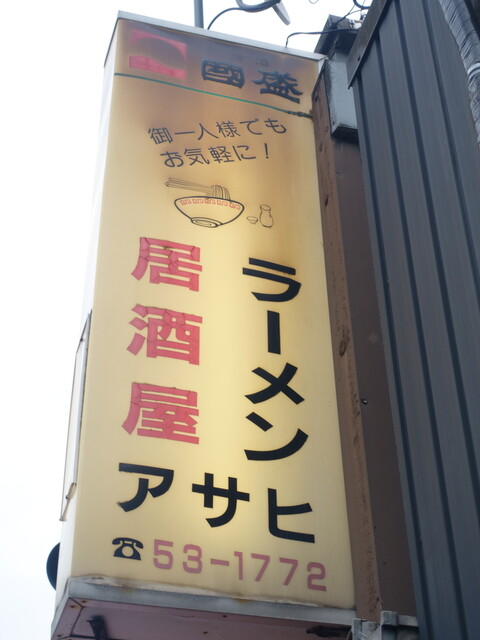 國盛
御一人様でも
お気軽に！
ラーメン
居酒屋
アサヒ
☎53-1772